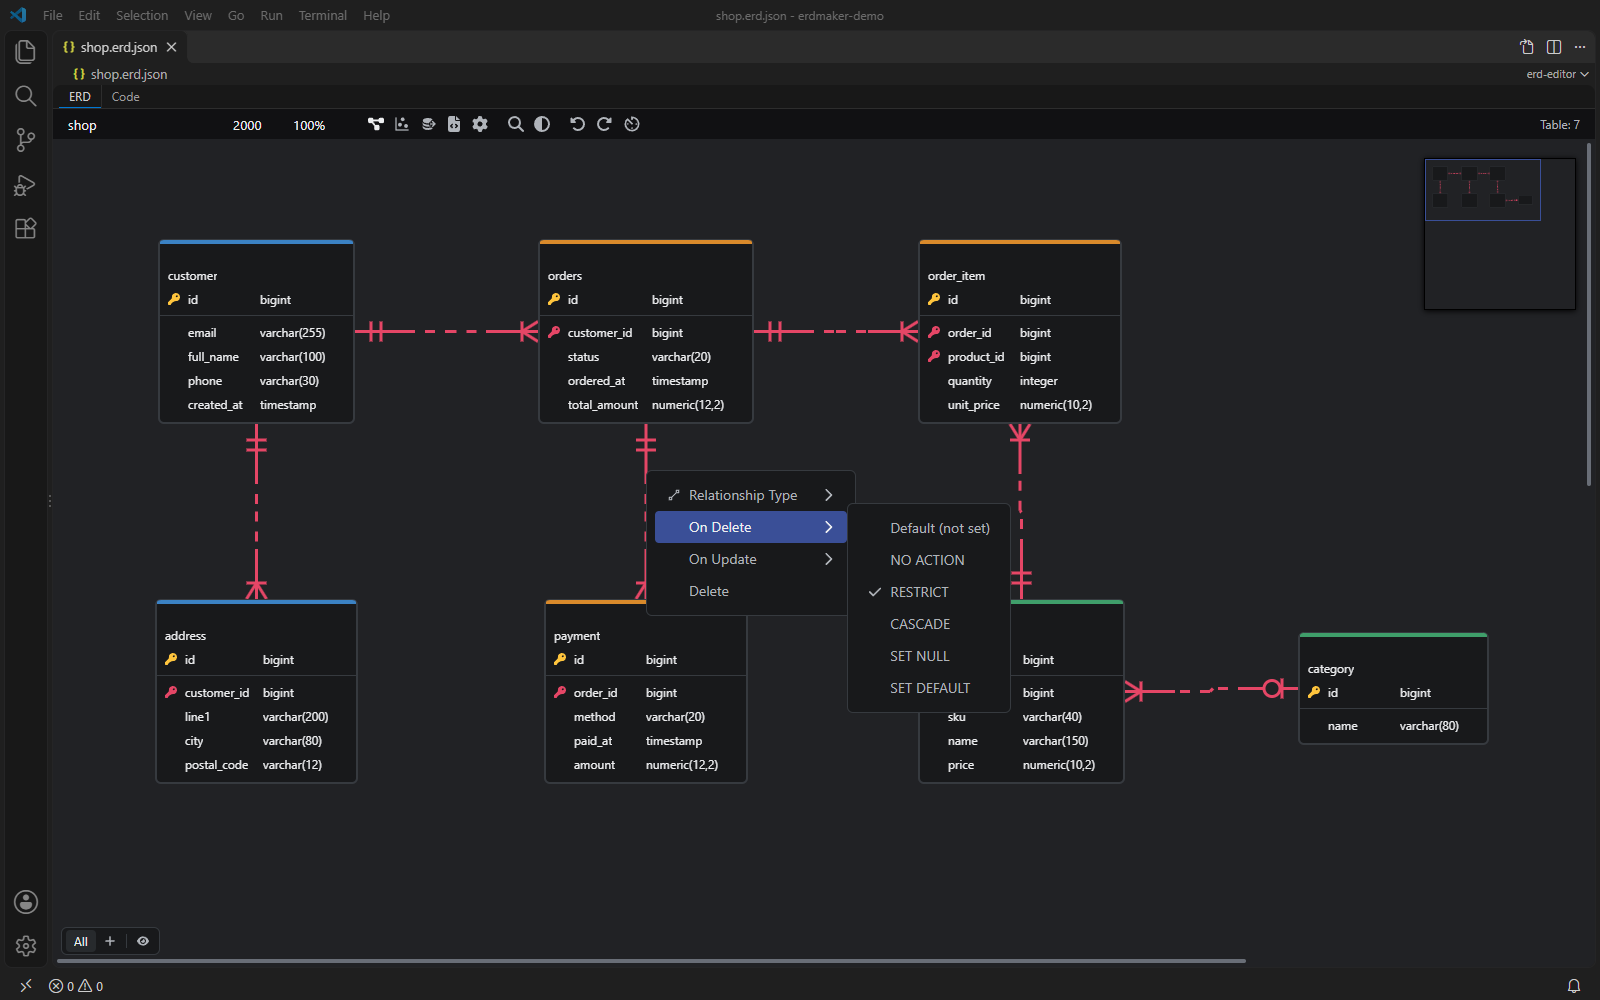 File Edit Selection View Go Run Terminal Help
shop.erd.json - erdmaker-demo
{} shop.erd.json
{} shop.erd.json
erd-editor
ERD Code
shop 2000 100%
Table: 7
customer
id bigint
email varchar(255)
full_name varchar(100)
phone varchar(30)
created_at timestamp
orders
id bigint
customer_id bigint
status varchar(20)
ordered_at timestamp
total_amount numeric(12,2)
order_item
id bigint
order_id bigint
product_id bigint
quantity integer
unit_price numeric(10,2)
Relationship Type
On Delete
On Update
Delete
Default (not set)
NO ACTION
RESTRICT
CASCADE
SET NULL
SET DEFAULT
address
id bigint
customer_id bigint
line1 varchar(200)
city varchar(80)
postal_code varchar(12)
payment
id bigint
order_id bigint
method varchar(20)
paid_at timestamp
amount numeric(12,2)
bigint
bigint
sku varchar(40)
name varchar(150)
price numeric(10,2)
category
id bigint
name varchar(80)
All
0 0